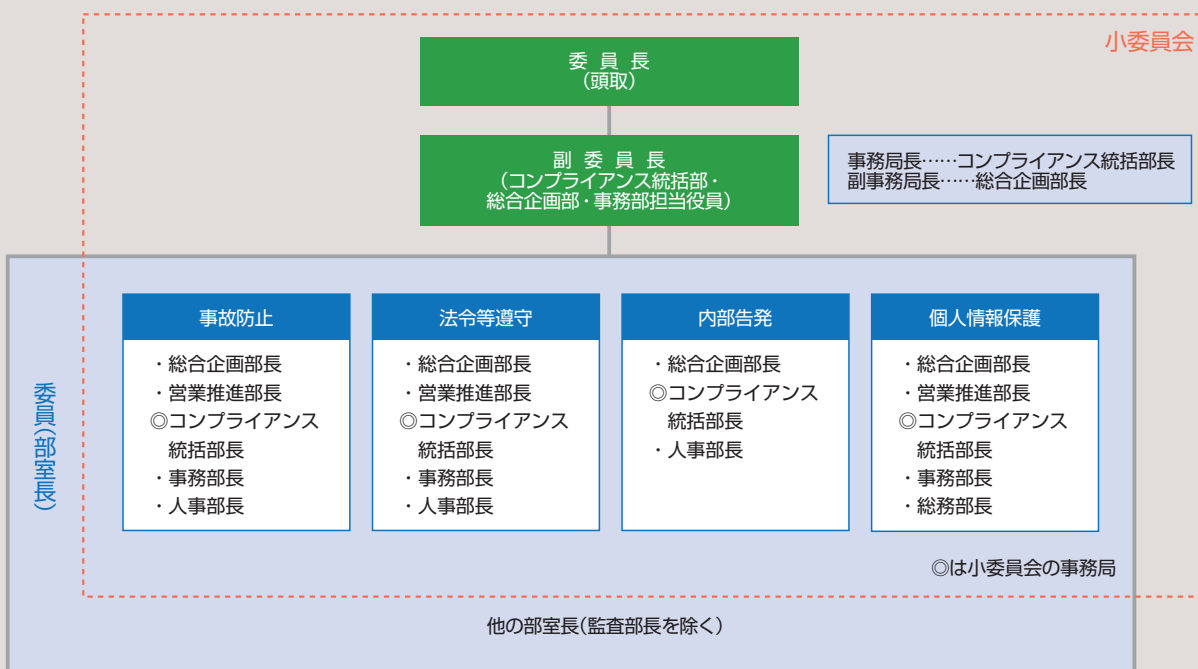 小委員会
委員長
(頭取)
副委員長
(コンプライアンス統括部・
総合企画部・事務部担当役員)
事務局長……コンプライアンス統括部長
副事務局長……総合企画部長
委員(部室長)
事故防止
・総合企画部長
・営業推進部長
◎コンプライアンス
統括部長
・事務部長
・人事部長
法令等遵守
・総合企画部長
・営業推進部長
◎コンプライアンス
統括部長
・事務部長
・人事部長
内部告発
・総合企画部長
◎コンプライアンス
統括部長
・人事部長
個人情報保護
・総合企画部長
・営業推進部長
◎コンプライアンス
統括部長
・事務部長
・総務部長
◎は小委員会の事務局
他の部室長(監査部長を除く)